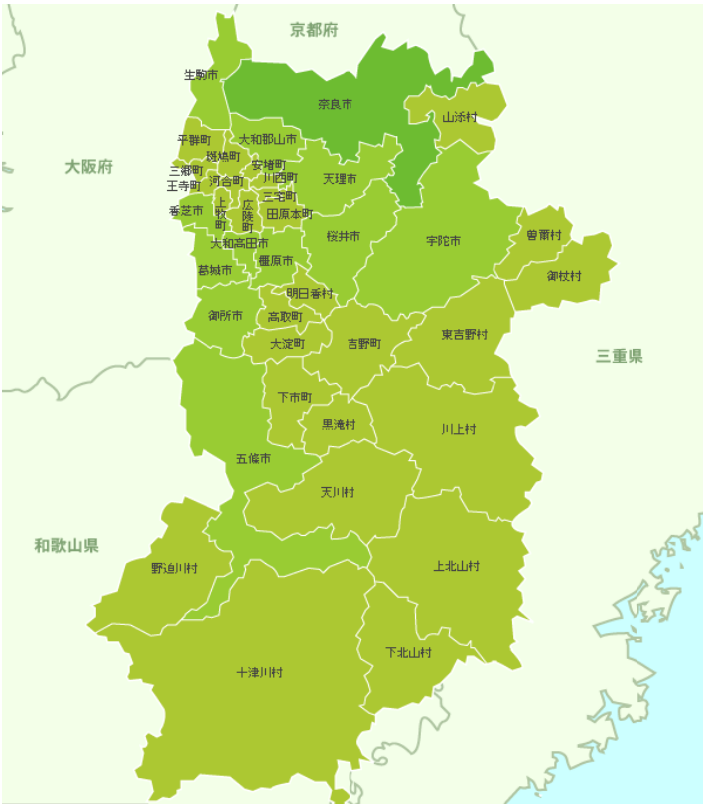 京都府
生駒市
奈良市
山添村
平群町
大和郡山市
斑鳩町
大阪府
安堵町
三郷町
川西町
天理市
王寺町
河合町
三宅町
香芝市
上牧町
広陵町
田原本町
桜井市
宇陀市
曽爾村
大和高田市
橿原市
葛城市
御杖村
明日香村
御所市
高取町
東吉野村
大淀町
吉野町
三重県
下市町
黒滝村
川上村
五條市
天川村
和歌山県
野迫川村
上北山村
下北山村
十津川村